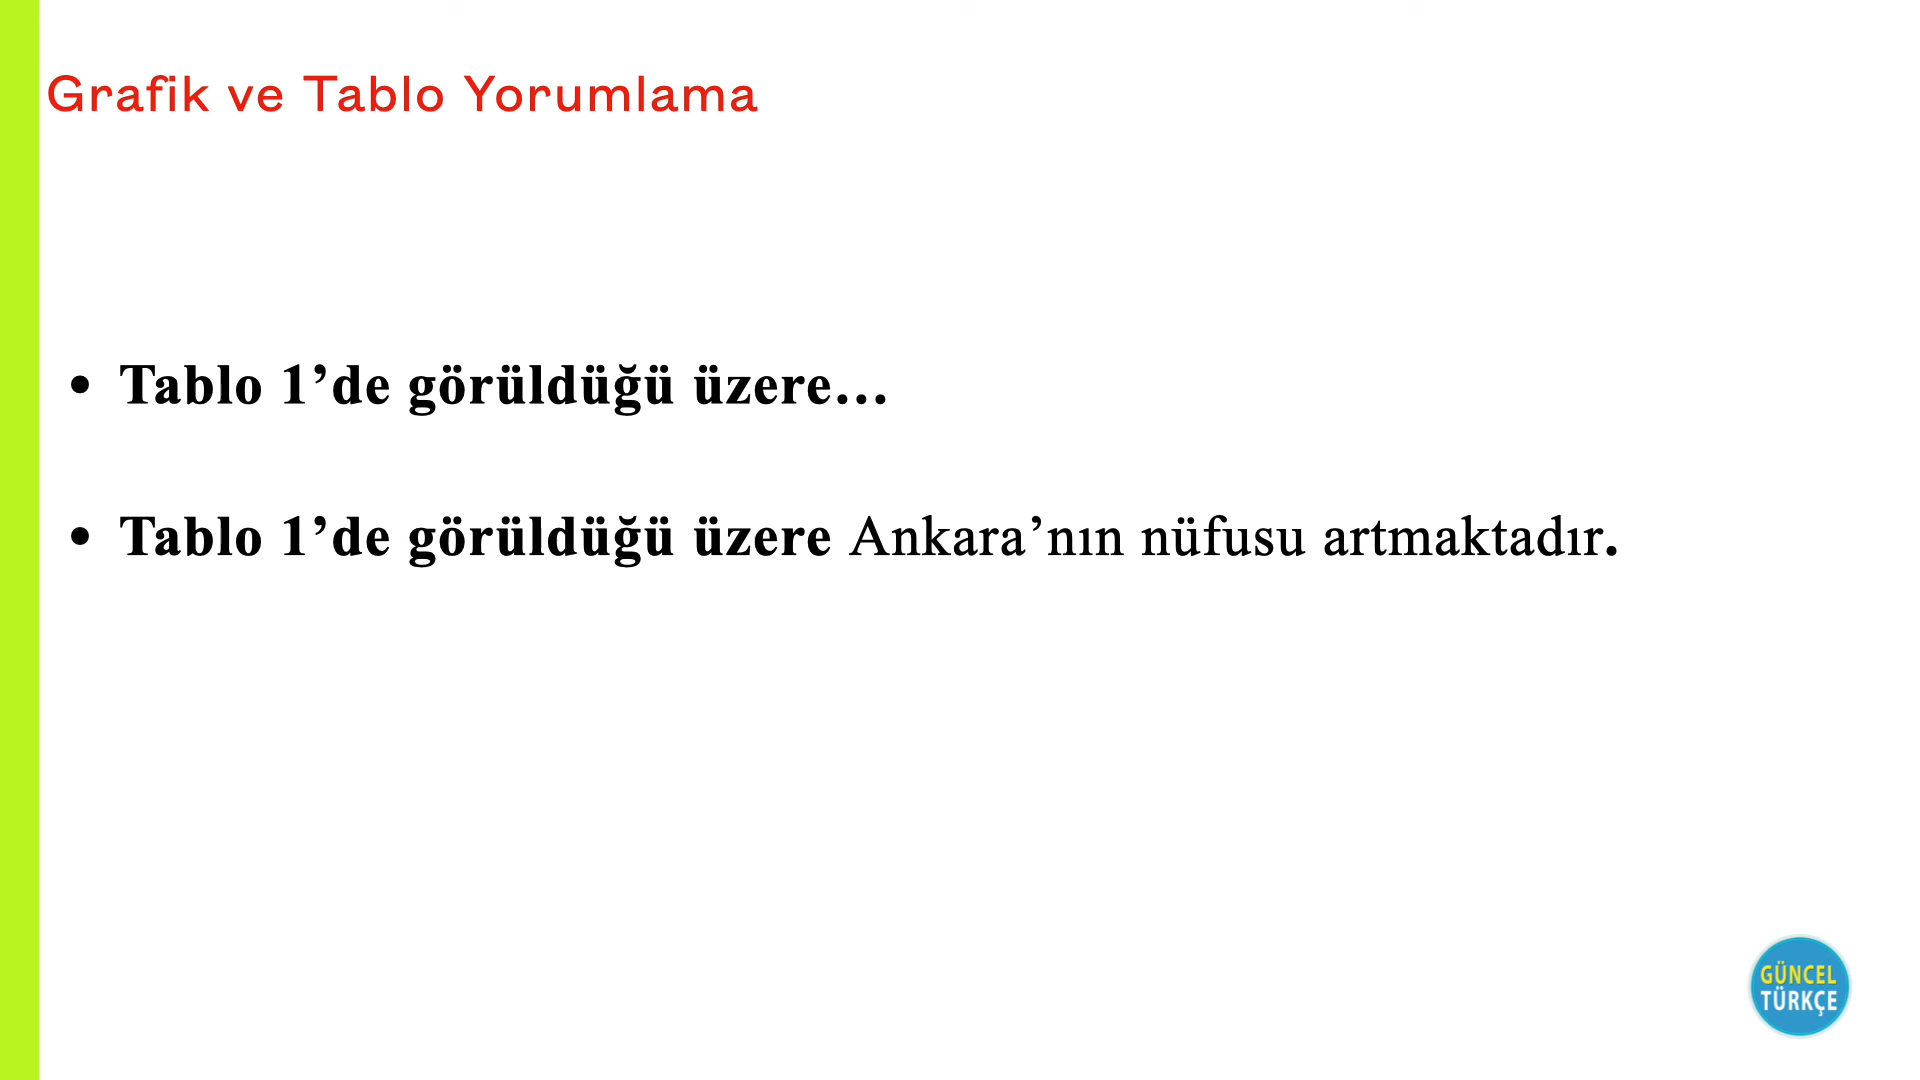 Grafik ve Tablo Yorumlama
• Tablo 1’de görüldüğü üzere…
• Tablo 1’de görüldüğü üzere Ankara’nın nüfusu artmaktadır.
GÜNCEL
TÜRKÇE